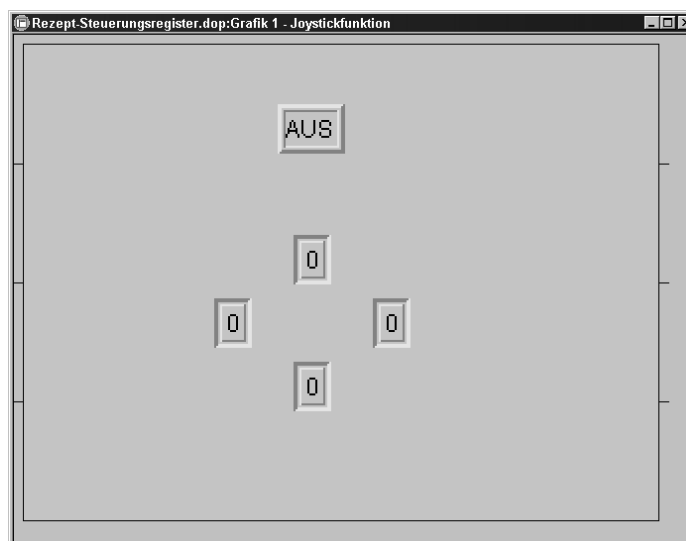 Rezept-Steuerungsregister.dop:Grafik 1 - Joystickfunktion
AUS
0
0 0
0